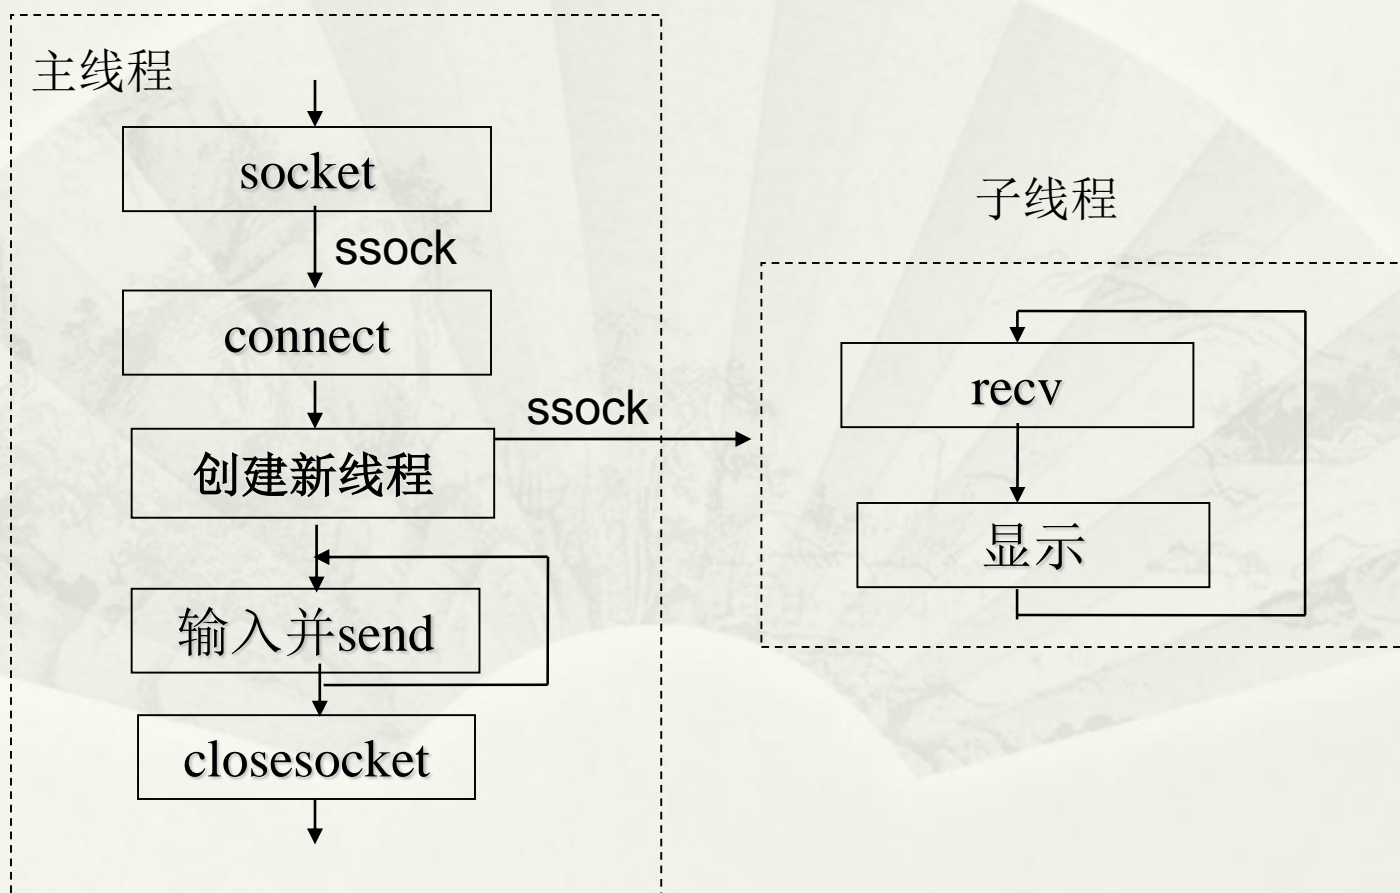 主线程
socket
ssock
connect
ssock
创建新线程
输入并send
closesocket
子线程
recv
显示